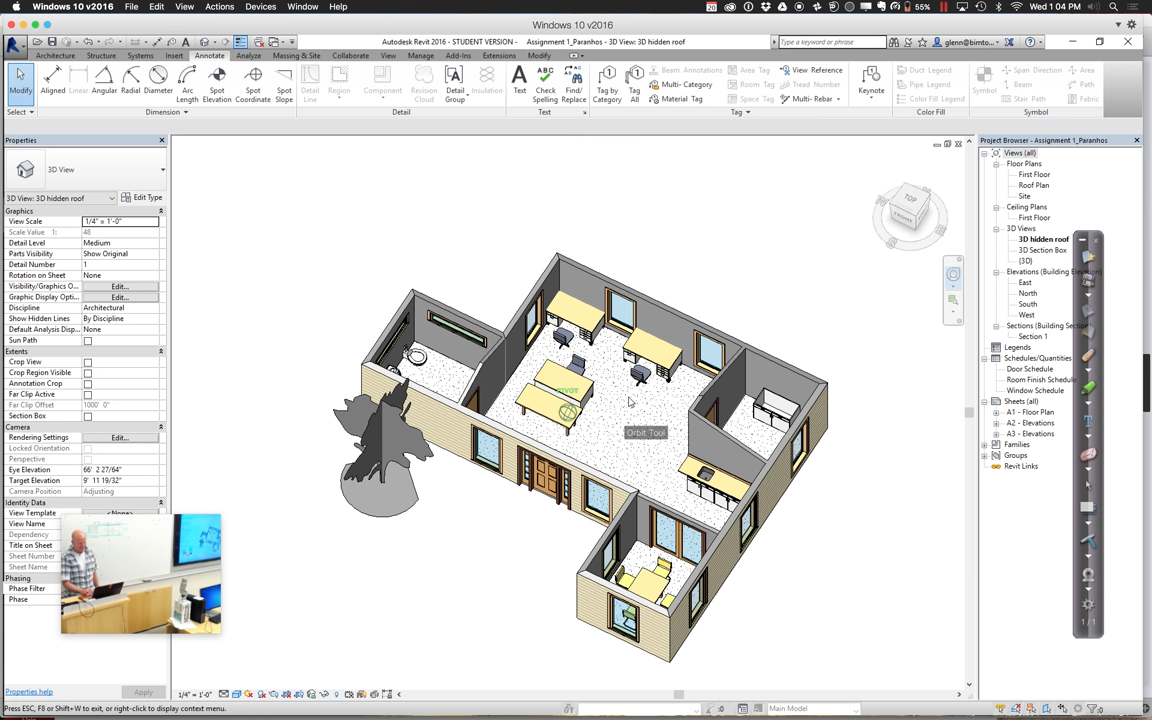 Windows 10 v2016 File Edit View Actions Devices Window Help 55% Wed 1:04 PM
Windows 10 v2016
Autodesk Revit 2016 - STUDENT VERSION - Assignment 1_Paranhos - 3D View: 3D hidden roof
Type a keyword or phrase
glenn@bimto...
Architecture Structure Systems Insert Annotate Analyze Massing & Site Collaborate View Manage Add-Ins Extensions Modify
Modify
Aligned
Linear
Angular
Radial
Diameter
Arc Length
Spot Elevation
Spot Coordinate
Spot Slope
Detail Line
Region
Component
Revision Cloud
Detail Group
Insulation
Text
Check Spelling
Find/ Replace
Tag by Category
Tag All
Beam Annotations
Multi- Category
Material Tag
Area Tag
Room Tag
Space Tag
View Reference
Tread Number
Multi- Rebar
Keynote
Duct Legend
Pipe Legend
Color Fill Legend
Symbol
Span Direction
Beam
Stair Path
Area
Path
Fabric
Select
Dimension
Detail
Text
Tag
Color Fill
Symbol
Properties
3D View
3D View: 3D hidden roof
Edit Type
Graphics
View Scale 1/4" = 1'-0"
Scale Value 1: 48
Detail Level Medium
Parts Visibility Show Original
Detail Number 1
Rotation on Sheet None
Visibility/Graphics O... Edit...
Graphic Display Opti... Edit...
Discipline Architectural
Show Hidden Lines By Discipline
Default Analysis Disp... None
Sun Path
Extents
Crop View
Crop Region Visible
Annotation Crop
Far Clip Active
Far Clip Offset 1000' 0"
Section Box
Camera
Rendering Settings Edit...
Locked Orientation
Perspective
Eye Elevation 66' 2 27/64"
Target Elevation 9' 11 19/32"
Camera Position Adjusting
Identity Data
View Template <None>
View Name
Dependency
Title on Sheet
Sheet Number
Sheet Name
Phasing
Phase Filter
Phase
Properties help
Apply
TOP
FRONT
PIVOT
Orbit Tool
Project Browser - Assignment 1_Paranhos
Views (all)
Floor Plans
First Floor
Roof Plan
Site
Ceiling Plans
First Floor
3D Views
3D hidden roof
3D Section Box
{3D}
Elevations (Building Elevation)
East
North
South
West
Sections (Building Section)
Section 1
Legends
Schedules/Quantities
Door Schedule
Room Finish Schedule
Window Schedule
Sheets (all)
A1 - Floor Plan
A2 - Elevations
A3 - Elevations
Families
Groups
Revit Links
1 / 1
1/4" = 1'-0"
Press ESC, F8 or Shift+W to exit, or right-click to display context menu.
:0
Main Model
:0